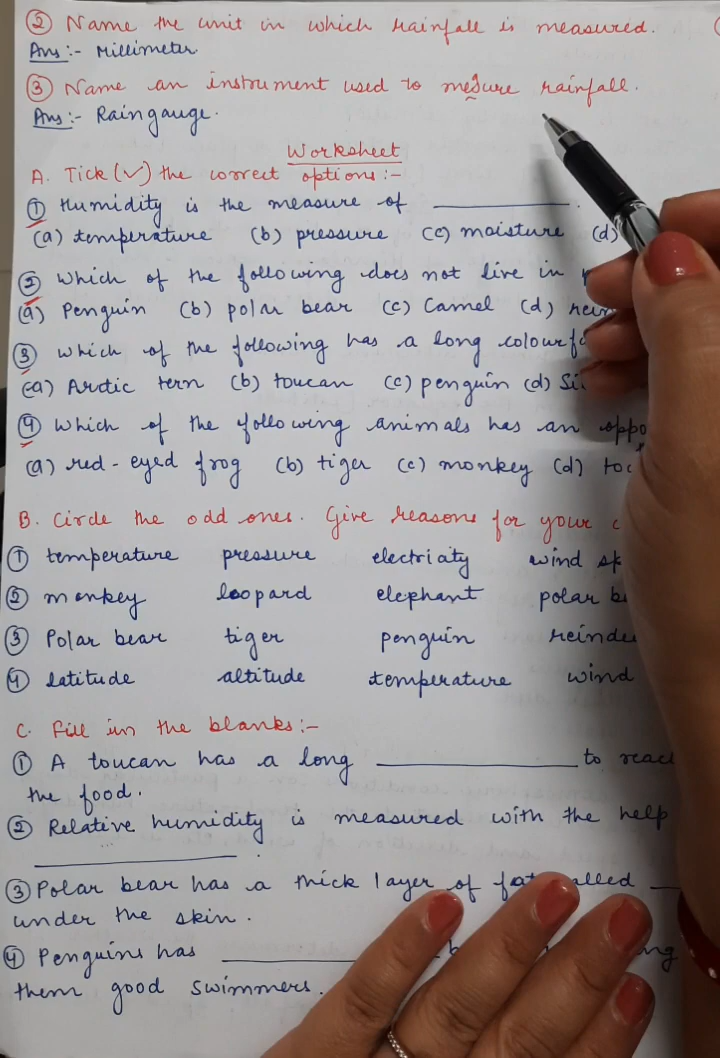 ② Name the unit in which rainfall is measured.
Ans:- Millimeter
③ Name an instrument used to measure rainfall.
Ans:- Raingauge.
Worksheet
A. Tick (✓) the correct options:-
① Humidity is the measure of ________.
(a) temperature (b) pressure (c) moisture (d)
② Which of the following does not live in
(a) Penguin (b) polar bear (c) Camel (d)
③ Which of the following has a long
(a) Arctic tern (b) toucan (c) penguin (d)
④ Which of the following animals has an
(a) red-eyed frog (b) tiger (c) monkey (d)
B. Circle the odd ones. Give reasons for your
① temperature pressure electriaty wind
② monkey leopard elephant polar
③ Polar bear tiger penguin
④ latitude altitude temperature wind
C. Fill in the blanks:-
① A toucan has a long ________ to
the food.
② Relative humidity is measured with the help
________.
③ Polar bear has a thick layer of fat called ___
under the skin.
④ Penguins has ________
them good swimmers.